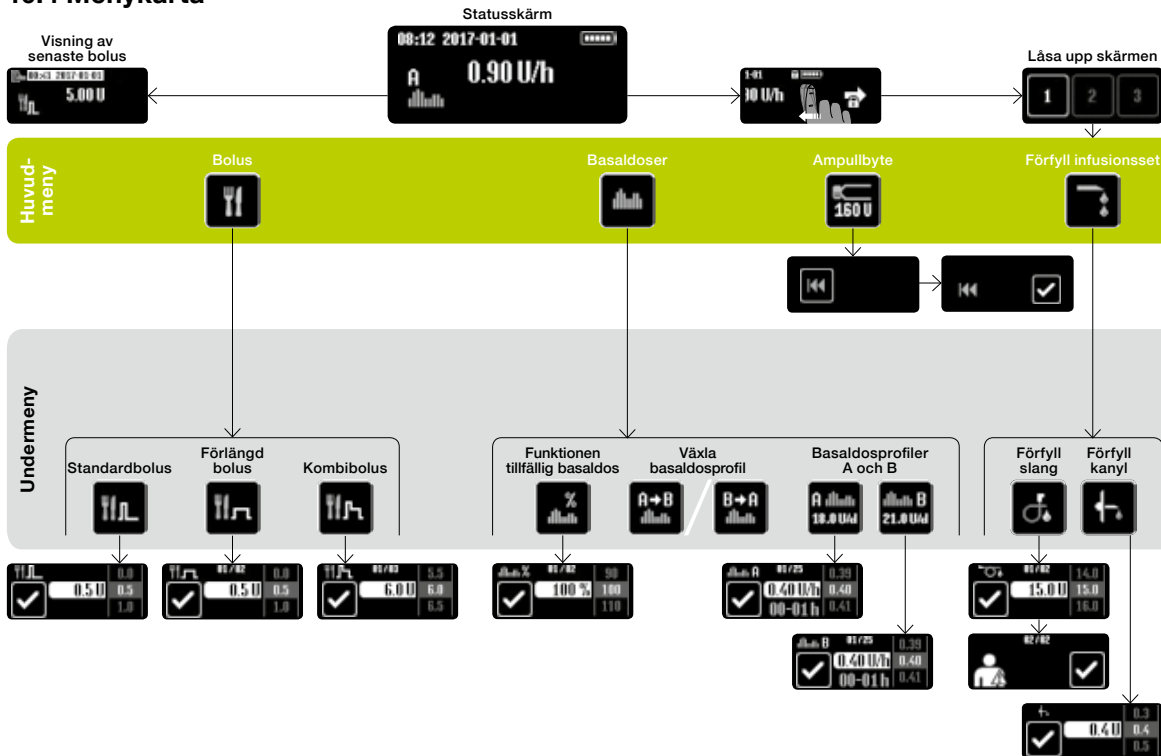 Statusskärm
Visning av
senaste bolus
08:41 2017-01-01
5.00 U
08:12 2017-01-01
A
0.90 U/h
Låsa upp skärmen
1 2 3
Huvud-
meny
Bolus
Basaldoser
Ampullbyte
160 U
Förfyll infusionsset
Undermeny
Standardbolus
Förlängd
bolus
Kombibolus
Funktionen
tillfällig basaldos
%
Växla
basaldosprofil
A→B
B→A
Basaldosprofiler
A och B
A
18.0 U/d
B
21.0 U/d
Förfyll
slang
Förfyll
kanyl
0.5 U
0.0
0.5
1.0
01/02
0.5 U
0.0
0.5
1.0
01/03
6.0 U
5.5
6.0
6.5
%
01/02
100 %
90
100
110
A
01/25
0.40 U/h
00-01 h
0.39
0.40
0.41
B
01/25
0.40 U/h
00-01 h
0.39
0.40
0.41
01/02
15.0 U
14.0
15.0
16.0
02/02
0.4 U
0.3
0.4
0.5